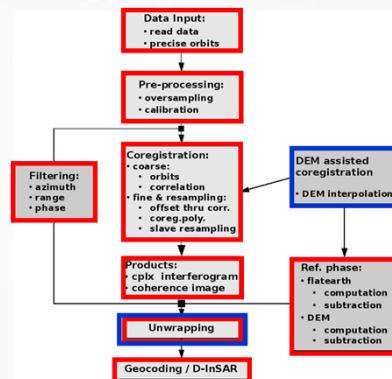 Data Input:
• read data
• precise orbits
Pre-processing:
• oversampling
• calibration
Filtering:
• azimuth
• range
• phase
Coregistration:
• coarse:
• orbits
• correlation
• fine & resampling:
• offset thru corr.
• coreg.poly.
• slave resampling
DEM assisted
coregistration
• DEM interpolation
Products:
• cplx interferogram
• coherence image
Ref. phase:
• flatearth
• computation
• subtraction
• DEM
• computation
• subtraction
Unwrapping
Geocoding / D-InSAR